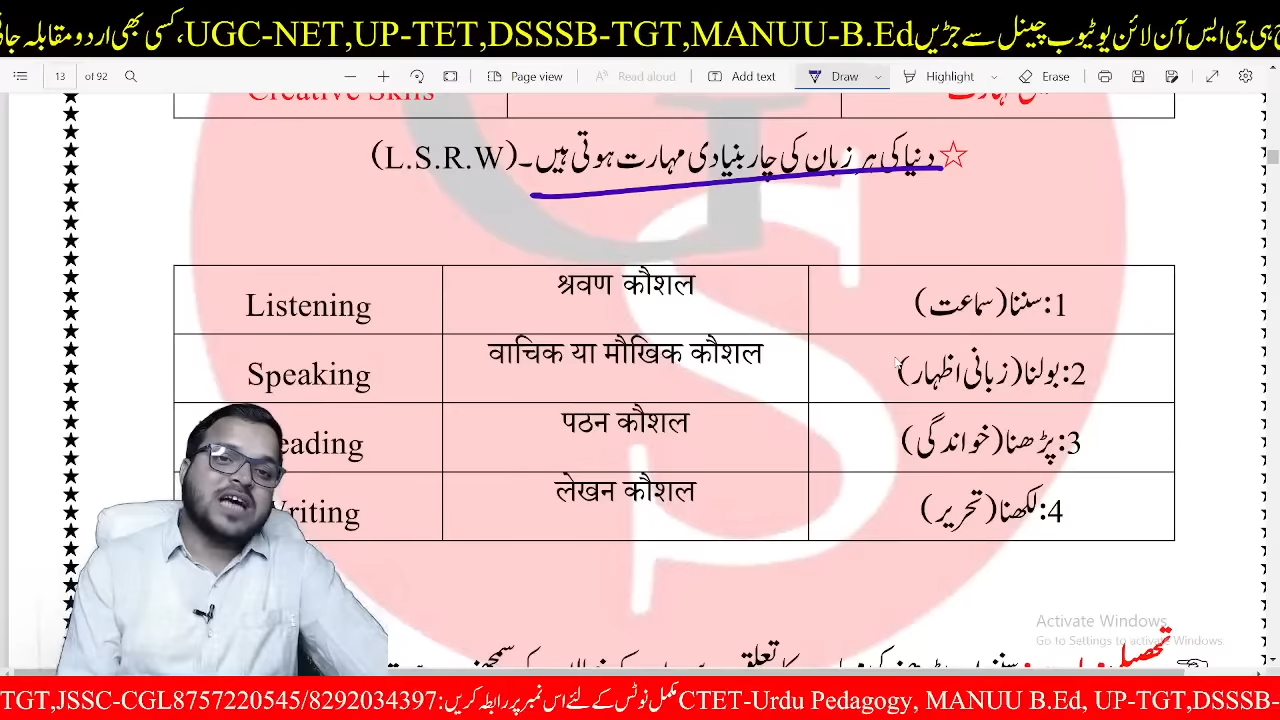 ہی جی ایس آن لائن یوٹیوب چینل سے جڑیں UGC-NET,UP-TET,DSSSB-TGT,MANUU-B.Ed، کسی بھی اردو مقابلہ جاتی
13 of 92 Page view Read aloud Add text Draw Highlight Erase
Creative Skills مہارت
☆ دنیا کی ہر زبان کی چار بنیادی مہارت ہوتی ہیں۔ (L.S.R.W)
Listening श्रवण कौशल 1:سننا (سماعت)
Speaking वाचिक या मौखिक कौशल 2:بولنا (زبانی اظہار)
eading पठन कौशल 3:پڑھنا (خواندگی)
riting लेखन कौशल 4:لکھنا (تحریر)
Activate Windows
Go to Settings to activate Windows.
TGT,JSSC-CGL8757220545/8292034397:مکمل نوٹس کے لئے اس نمبر پر رابطہ کریں CTET-Urdu Pedagogy, MANUU B.Ed, UP-TGT,DSSSB-